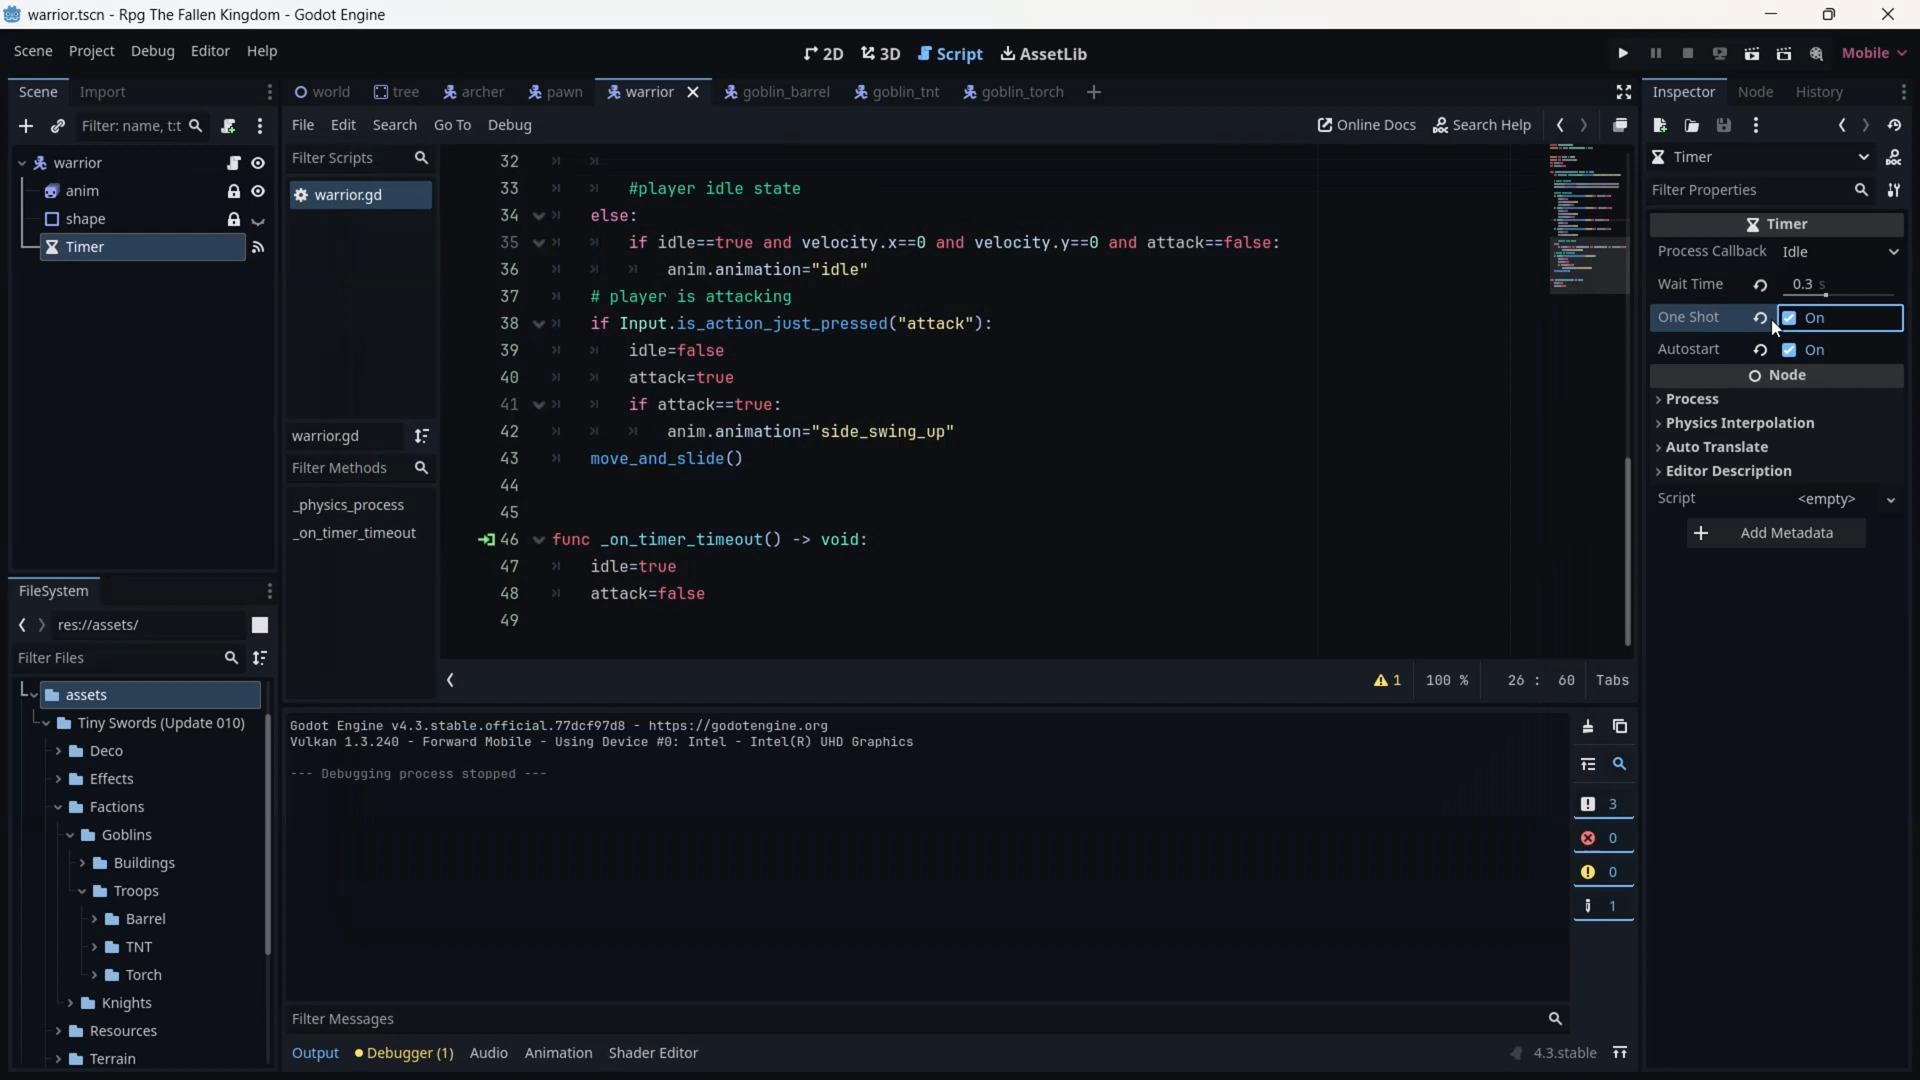 warrior.tscn - Rpg The Fallen Kingdom - Godot Engine
Scene Project Debug Editor Help
2D 3D Script AssetLib
Mobile
Scene Import
Filter: name, t:t
warrior
anim
shape
Timer
FileSystem
res://assets/
Filter Files
assets
Tiny Swords (Update 010)
Deco
Effects
Factions
Goblins
Buildings
Troops
Barrel
TNT
Torch
Knights
Resources
Terrain
world tree archer pawn warrior goblin_barrel goblin_tnt goblin_torch
File Edit Search Go To Debug
Online Docs Search Help
Filter Scripts
warrior.gd
warrior.gd
Filter Methods
_physics_process
_on_timer_timeout
32
33 #player idle state
34 else:
35 if idle==true and velocity.x==0 and velocity.y==0 and attack==false:
36 anim.animation="idle"
37 # player is attacking
38 if Input.is_action_just_pressed("attack"):
39 idle=false
40 attack=true
41 if attack==true:
42 anim.animation="side_swing_up"
43 move_and_slide()
44
45
46 func _on_timer_timeout() -> void:
47 idle=true
48 attack=false
49
1 100 % 26 : 60 Tabs
Godot Engine v4.3.stable.official.77dcf97d8 - https://godotengine.org
Vulkan 1.3.240 - Forward Mobile - Using Device #0: Intel - Intel(R) UHD Graphics
--- Debugging process stopped ---
3
0
0
1
Filter Messages
Output Debugger (1) Audio Animation Shader Editor
4.3.stable
Inspector Node History
Timer
Filter Properties
Timer
Process Callback Idle
Wait Time 0.3 s
One Shot On
Autostart On
Node
Process
Physics Interpolation
Auto Translate
Editor Description
Script <empty>
Add Metadata